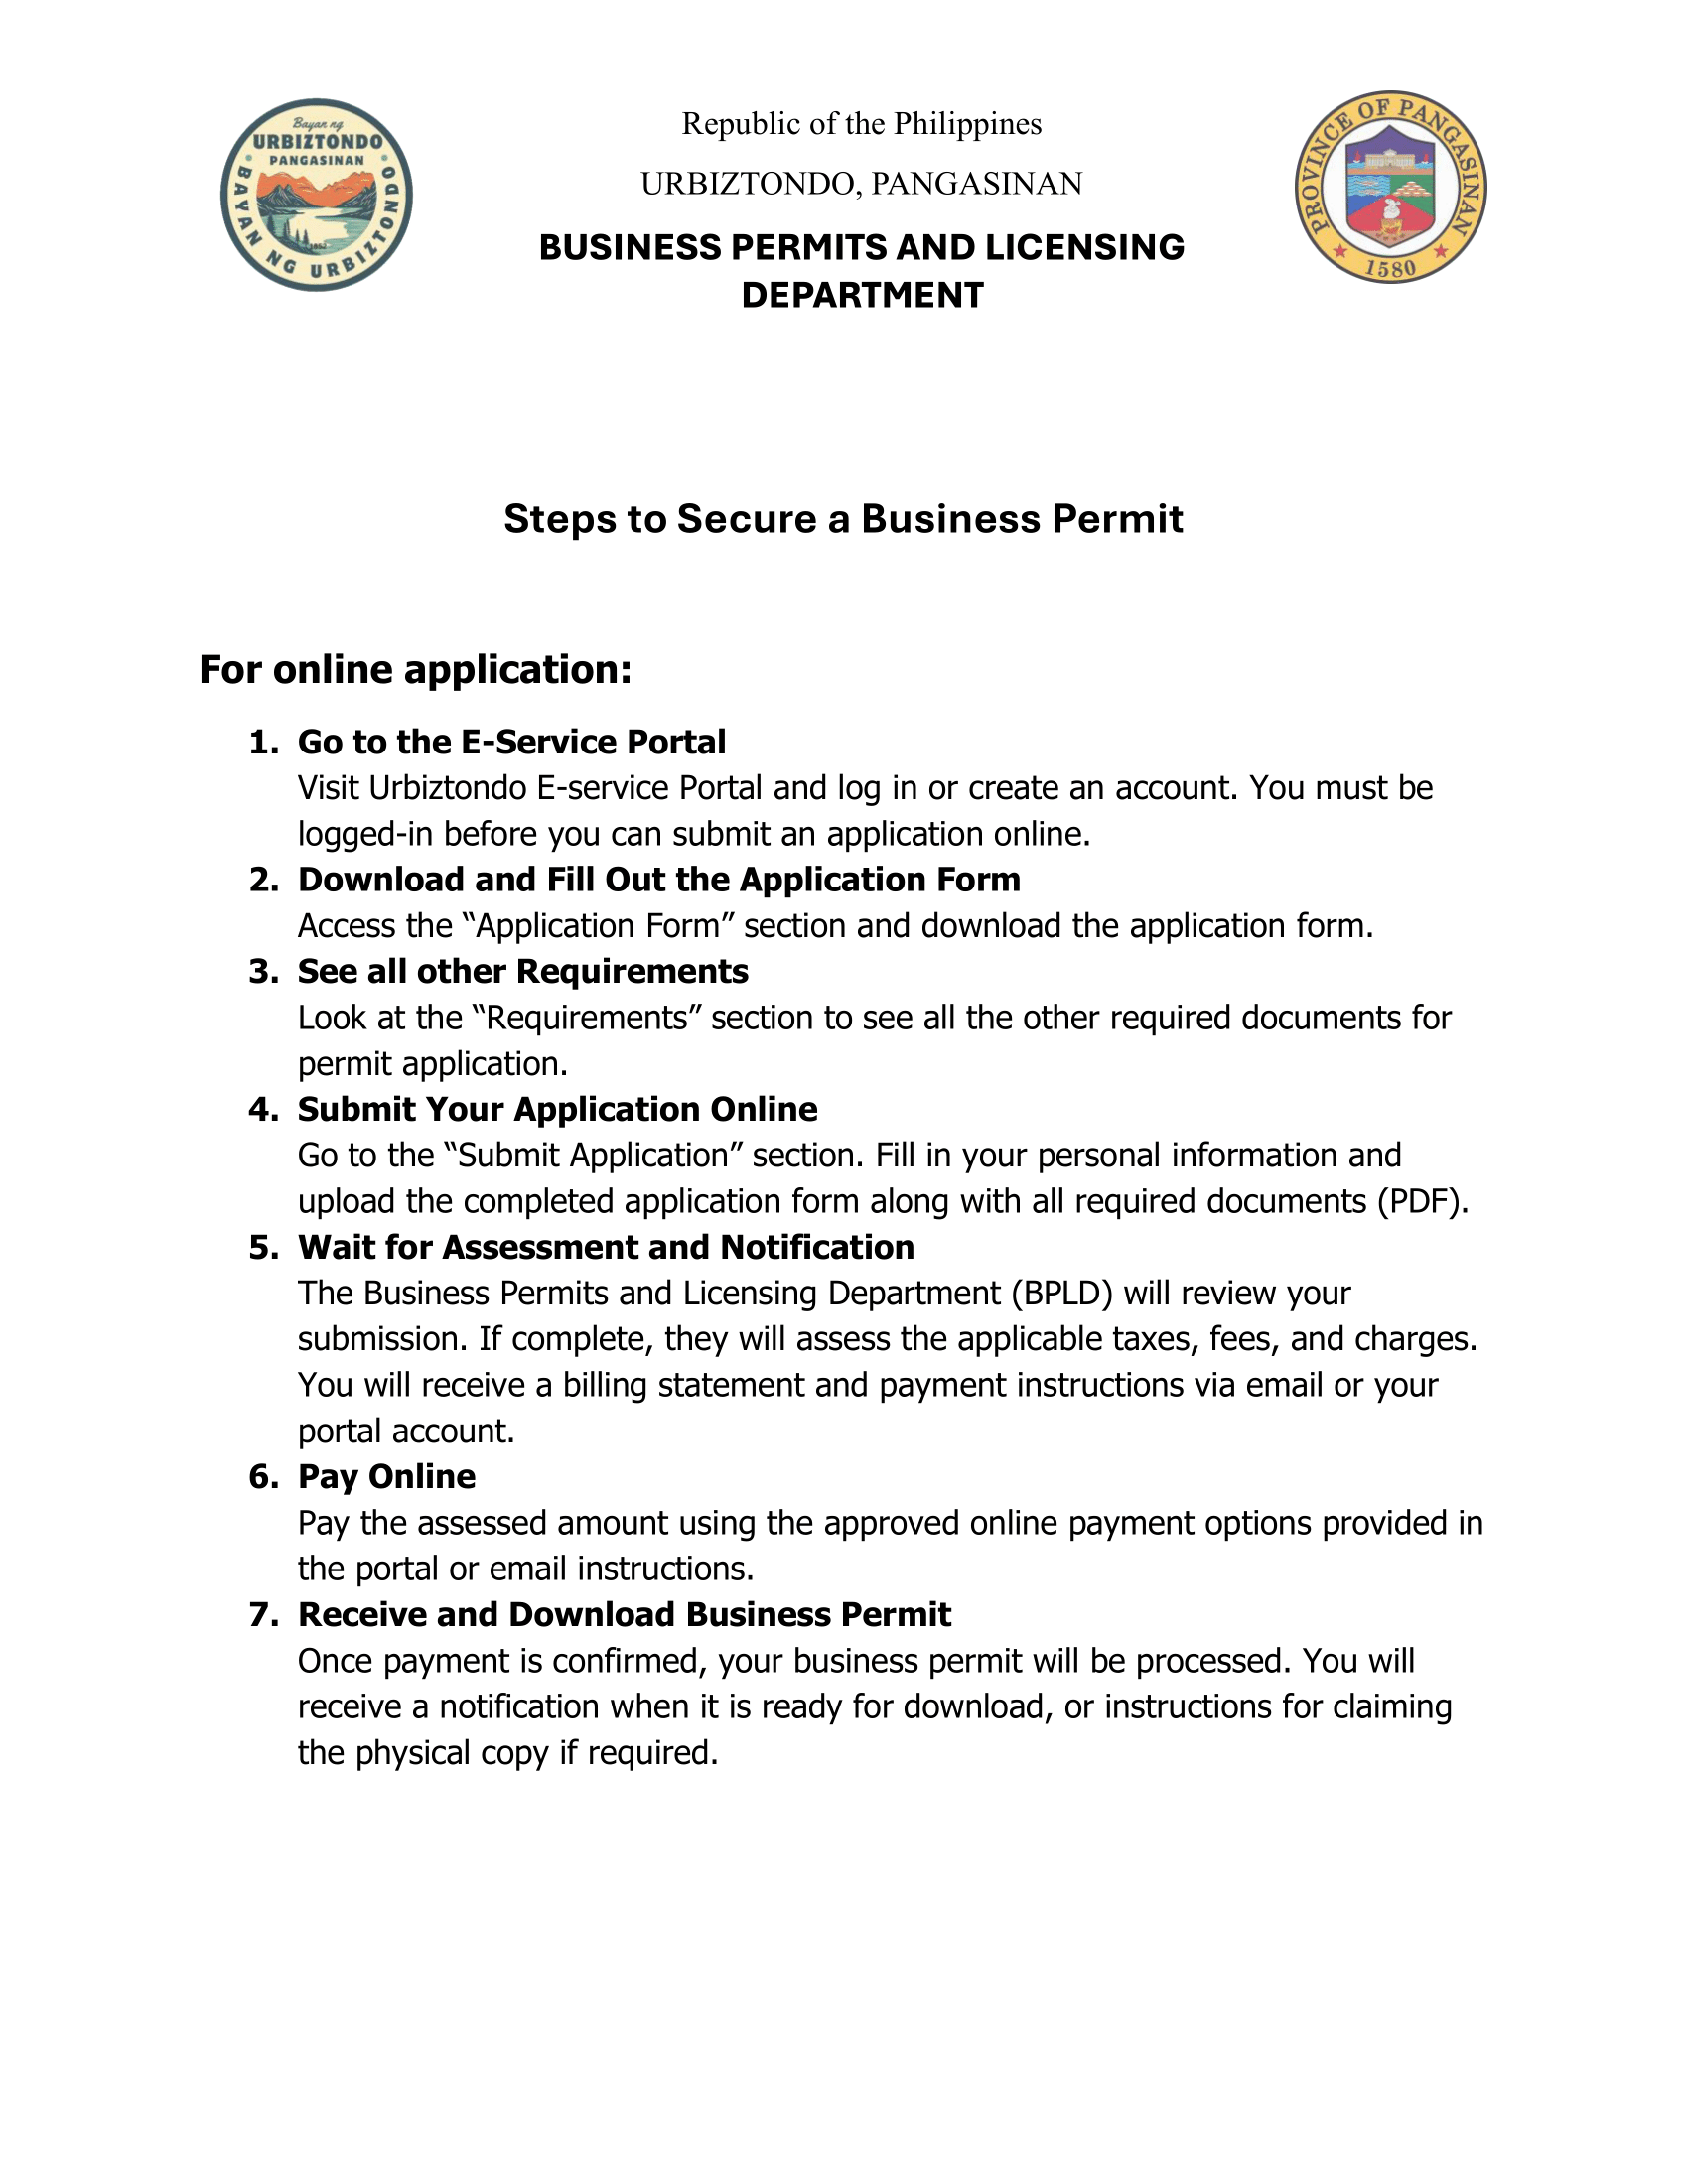 Bayan ng
URBIZTONDO
PANGASINAN
BAYAN NG URBIZTONDO
1852
Republic of the Philippines
URBIZTONDO, PANGASINAN
BUSINESS PERMITS AND LICENSING
DEPARTMENT
PROVINCE OF PANGASINAN
1580
Steps to Secure a Business Permit
For online application:
1. Go to the E-Service Portal
Visit Urbiztondo E-service Portal and log in or create an account. You must be
logged-in before you can submit an application online.
2. Download and Fill Out the Application Form
Access the “Application Form” section and download the application form.
3. See all other Requirements
Look at the “Requirements” section to see all the other required documents for
permit application.
4. Submit Your Application Online
Go to the “Submit Application” section. Fill in your personal information and
upload the completed application form along with all required documents (PDF).
5. Wait for Assessment and Notification
The Business Permits and Licensing Department (BPLD) will review your
submission. If complete, they will assess the applicable taxes, fees, and charges.
You will receive a billing statement and payment instructions via email or your
portal account.
6. Pay Online
Pay the assessed amount using the approved online payment options provided in
the portal or email instructions.
7. Receive and Download Business Permit
Once payment is confirmed, your business permit will be processed. You will
receive a notification when it is ready for download, or instructions for claiming
the physical copy if required.